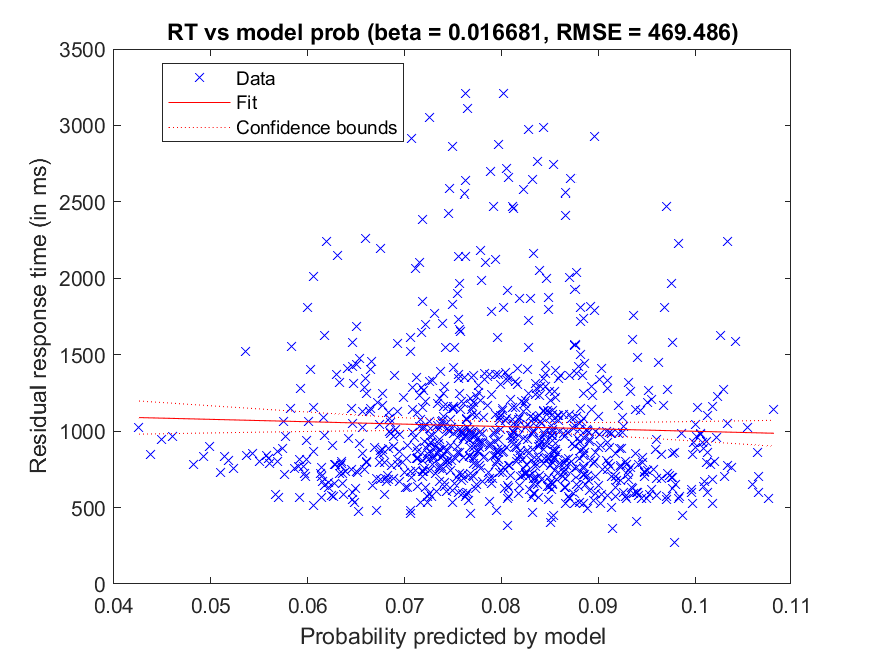 RT vs model prob (beta = 0.016681, RMSE = 469.486)
3500
3000
2500
2000
1500
1000
500
0
Residual response time (in ms)
Data
Fit
Confidence bounds
0.04 0.05 0.06 0.07 0.08 0.09 0.1 0.11
Probability predicted by model